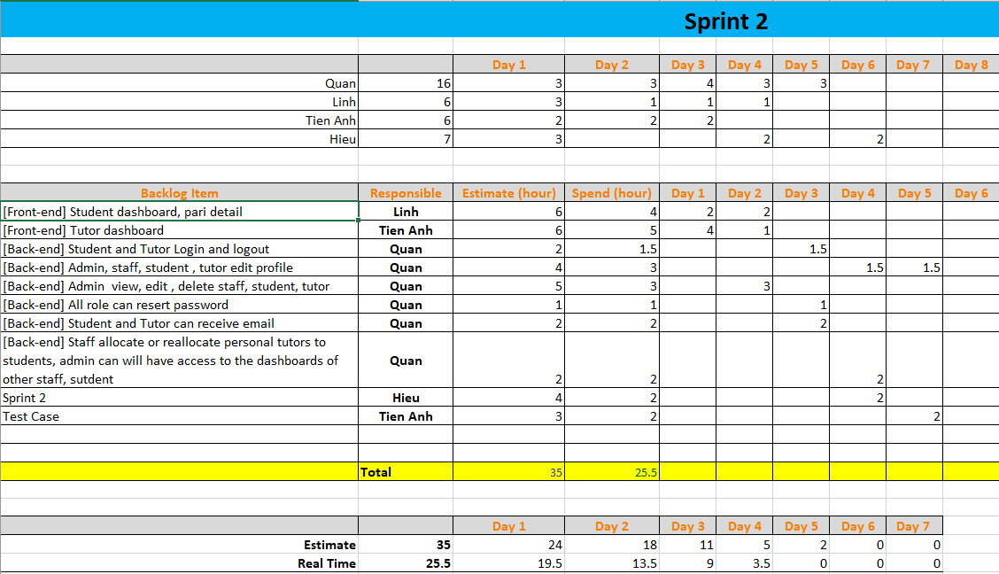 Sprint 2
Day 1 Day 2 Day 3 Day 4 Day 5 Day 6 Day 7 Day 8
Quan 16 3 3 4 3 3
Linh 6 3 1 1 1
Tien Anh 6 2 2 2
Hieu 7 3 2 2
Backlog Item Responsible Estimate (hour) Spend (hour) Day 1 Day 2 Day 3 Day 4 Day 5 Day 6
[Front-end] Student dashboard, pari detail Linh 6 4 2 2
[Front-end] Tutor dashboard Tien Anh 6 5 4 1
[Back-end] Student and Tutor Login and logout Quan 2 1.5 1.5
[Back-end] Admin, staff, student , tutor edit profile Quan 4 3 1.5 1.5
[Back-end] Admin  view, edit , delete staff, student, tutor Quan 5 3 3
[Back-end] All role can resert password Quan 1 1 1
[Back-end] Student and Tutor can receive email Quan 2 2 2
[Back-end] Staff allocate or reallocate personal tutors to
students, admin can will have access to the dashboards of
other staff, sutdent Quan 2 2 2
Sprint 2 Hieu 4 2 2
Test Case Tien Anh 3 2 2
Total 35 25.5
Day 1 Day 2 Day 3 Day 4 Day 5 Day 6 Day 7
Estimate 35 24 18 11 5 2 0 0
Real Time 25.5 19.5 13.5 9 3.5 0 0 0